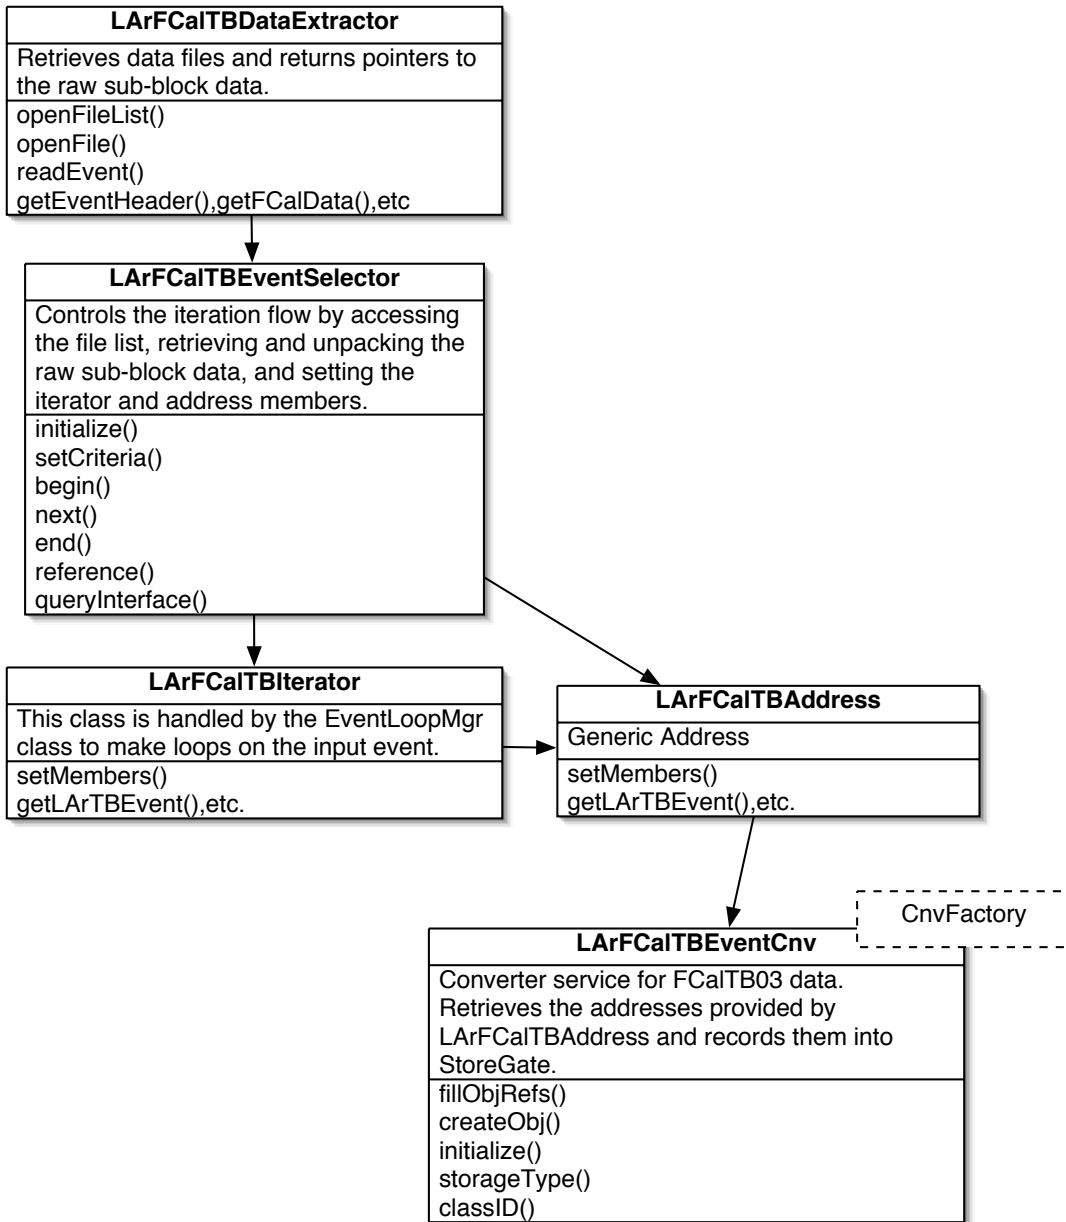 LArFCalTBDataExtractor
Retrieves data files and returns pointers to
the raw sub-block data.
openFileList()
openFile()
readEvent()
getEventHeader(),getFCalData(),etc
LArFCalTBEventSelector
Controls the iteration flow by accessing
the file list, retrieving and unpacking the
raw sub-block data, and setting the
iterator and address members.
initialize()
setCriteria()
begin()
next()
end()
reference()
queryInterface()
LArFCalTBIterator
This class is handled by the EventLoopMgr
class to make loops on the input event.
setMembers()
getLArTBEvent(),etc.
LArFCalTBAddress
Generic Address
setMembers()
getLArTBEvent(),etc.
CnvFactory
LArFCalTBEventCnv
Converter service for FCalTB03 data.
Retrieves the addresses provided by
LArFCalTBAddress and records them into
StoreGate.
fillObjRefs()
createObj()
initialize()
storageType()
classID()